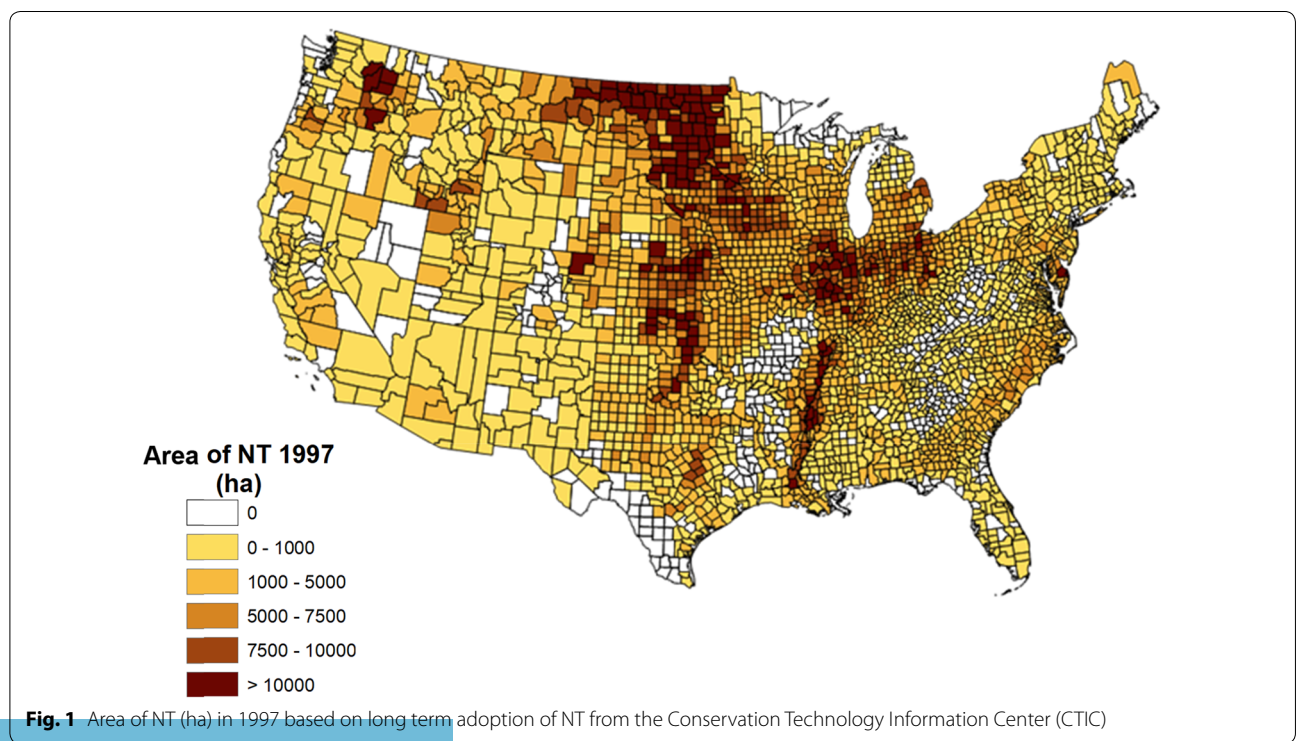 Area of NT 1997
(ha)
0
0 - 1000
1000 - 5000
5000 - 7500
7500 - 10000
> 10000
Fig. 1 Area of NT (ha) in 1997 based on long term adoption of NT from the Conservation Technology Information Center (CTIC)